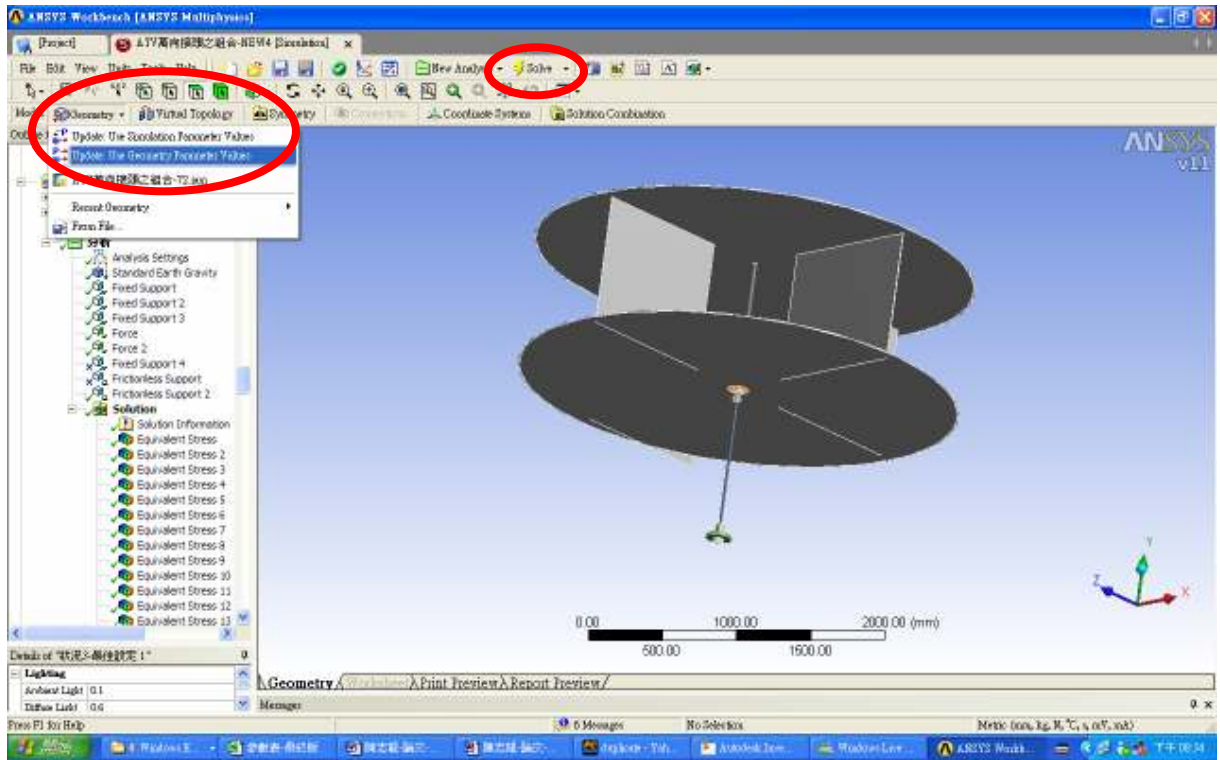 ANSYS Workbench [ANSYS Multiphysics]
[Project] [Simulation]
File Edit View Units Tools Help New Analysis Solve
Geometry Virtual Topology Symmetry Coordinate Systems Solution Combination
Update: Use Simulation Parameter Values
Update: Use Geometry Parameter Values
Recent Geometry
From File...
分析
Analysis Settings
Standard Earth Gravity
Fixed Support
Fixed Support 2
Fixed Support 3
Force
Force 2
Fixed Support 4
Frictionless Support
Frictionless Support 2
Solution
Solution Information
Equivalent Stress
Equivalent Stress 2
Equivalent Stress 3
Equivalent Stress 4
Equivalent Stress 5
Equivalent Stress 6
Equivalent Stress 7
Equivalent Stress 8
Equivalent Stress 9
Equivalent Stress 10
Equivalent Stress 11
Equivalent Stress 12
Equivalent Stress 13
ANSYS
v11
Y
Z
X
0.00 1000.00 2000.00 (mm)
500.00 1500.00
Lighting
Ambient Light 0.1
Diffuse Light 0.6
Geometry Worksheet Print Preview Report Preview
Messages
Press F1 for Help 6 Messages No Selection Metric (mm, kg, N, °C, s, mV, mA)